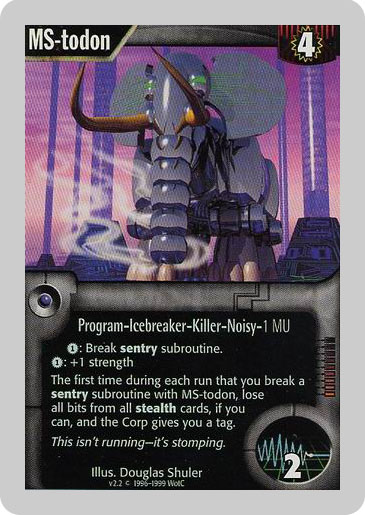 MS-todon
4
Program-Icebreaker-Killer-Noisy-1 MU
1: Break sentry subroutine.
1: +1 strength
The first time during each run that you break a
sentry subroutine with MS-todon, lose
all bits from all stealth cards, if you
can, and the Corp gives you a tag.
This isn't running—it's stomping.
2
Illus. Douglas Shuler
v2.2 © 1996-1999 WotC